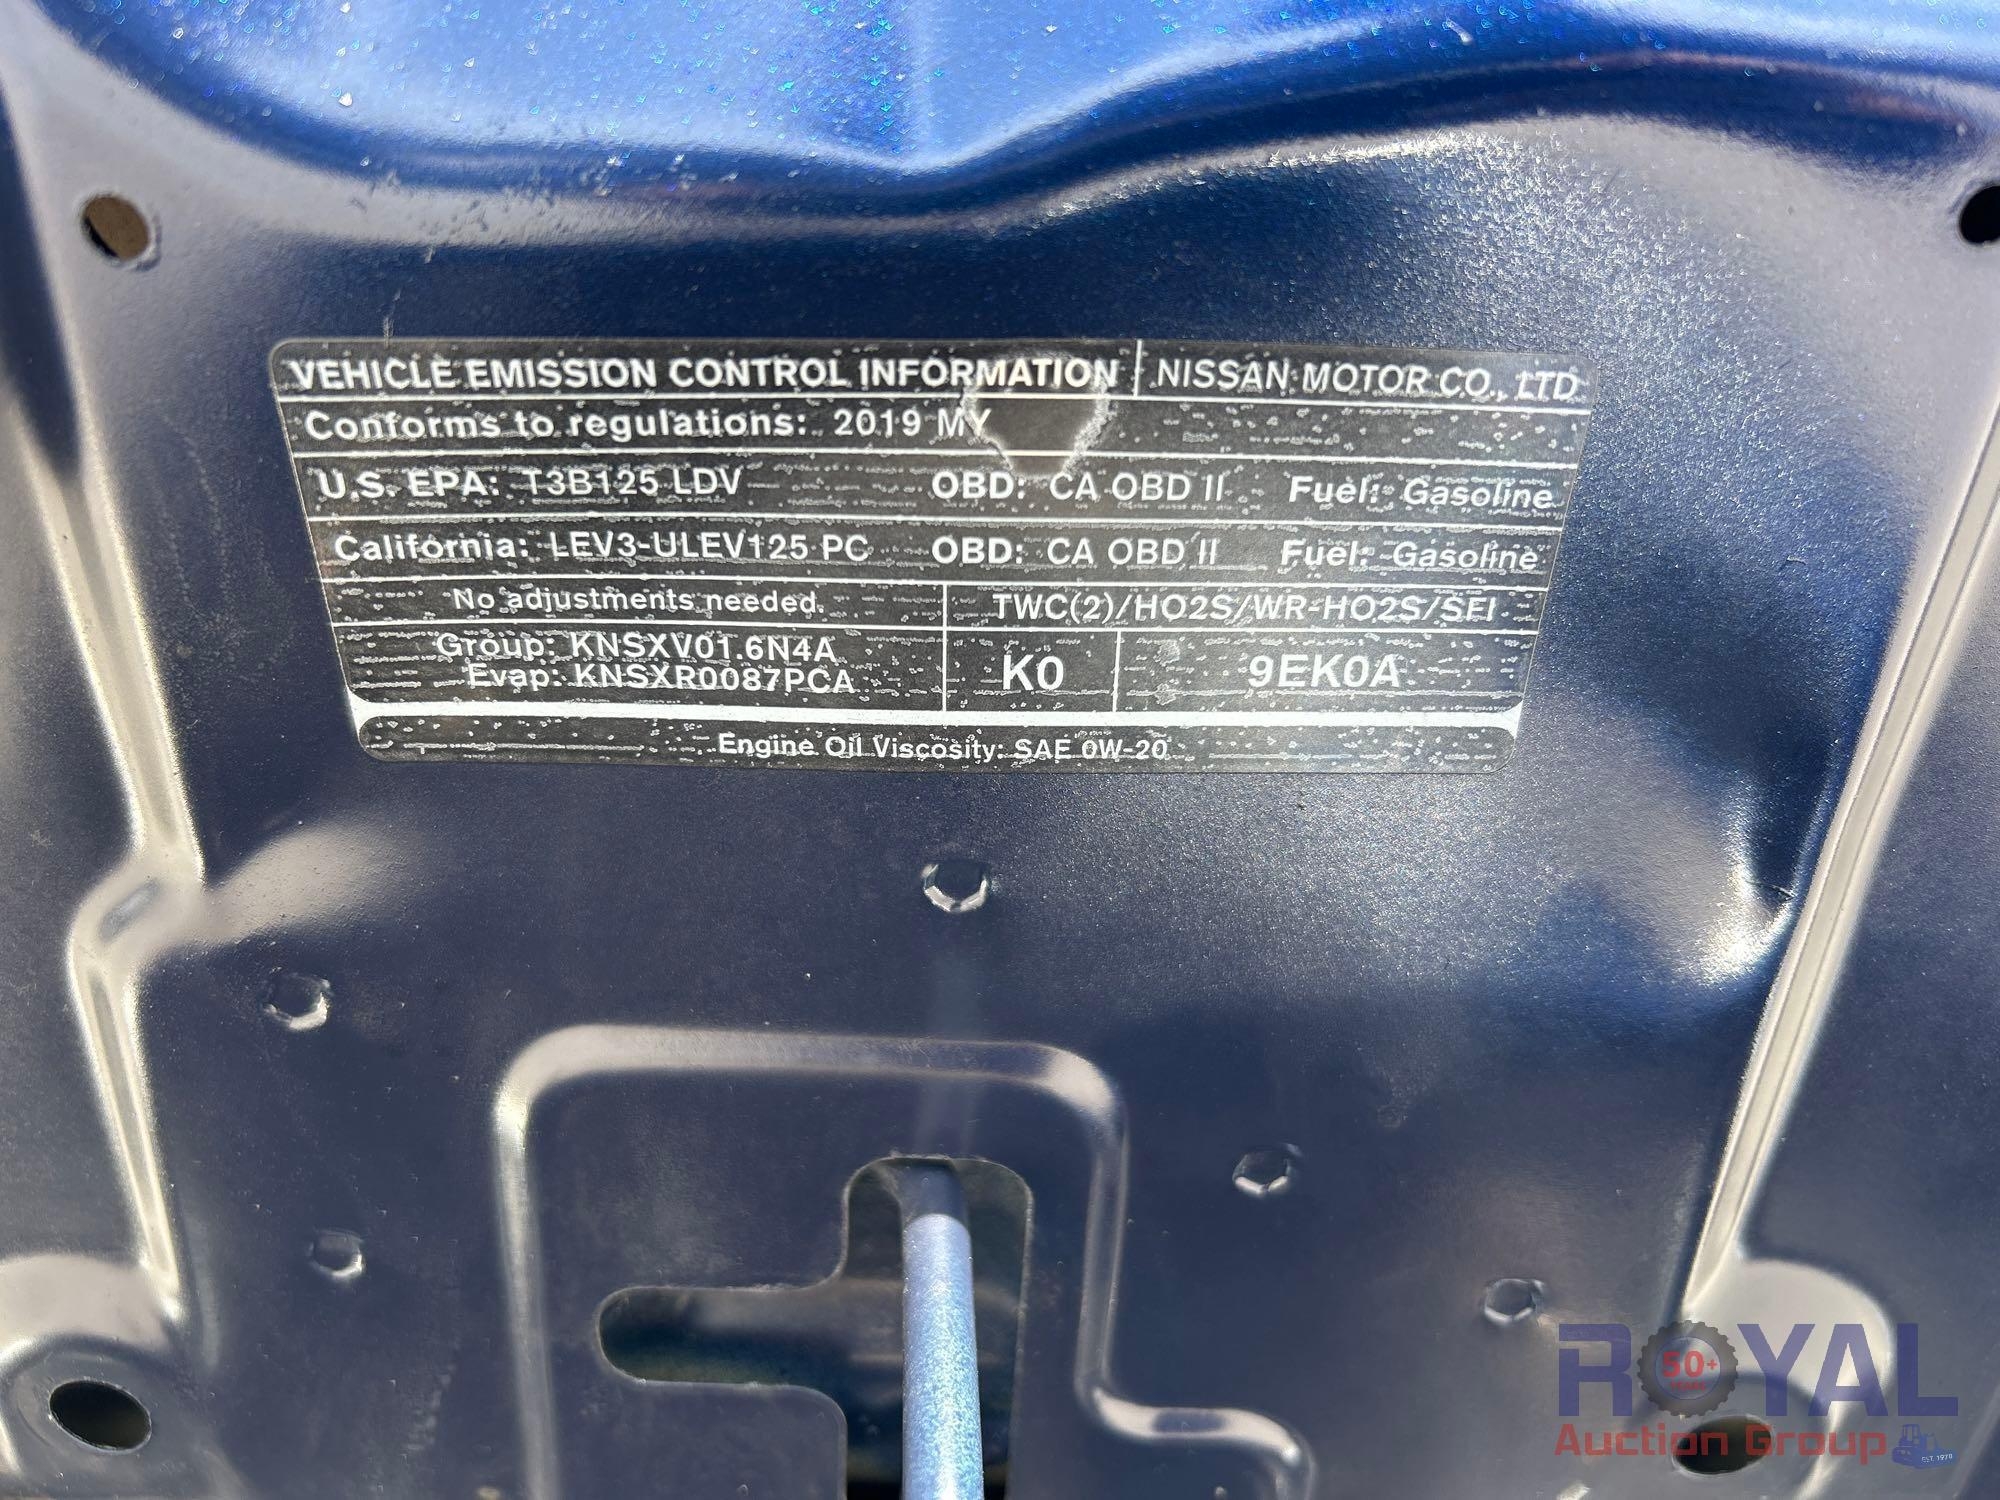 VEHICLE EMISSION CONTROL INFORMATION NISSAN MOTOR CO., LTD
Conforms to regulations: 2019 MY
U.S. EPA: T3B125 LDV OBD: CA OBD II Fuel: Gasoline
California: LEV3-ULEV125 PC OBD: CA OBD II Fuel: Gasoline
No adjustments needed. TWC(2)/HO2S/WR-HO2S/SFI
Group: KNSXV01.6N4A
Evap: KNSXR0087PCA
K0 9EK0A
Engine Oil Viscosity: SAE 0W-20
ROYAL
50+
YEARS
Auction Group
EST. 1970